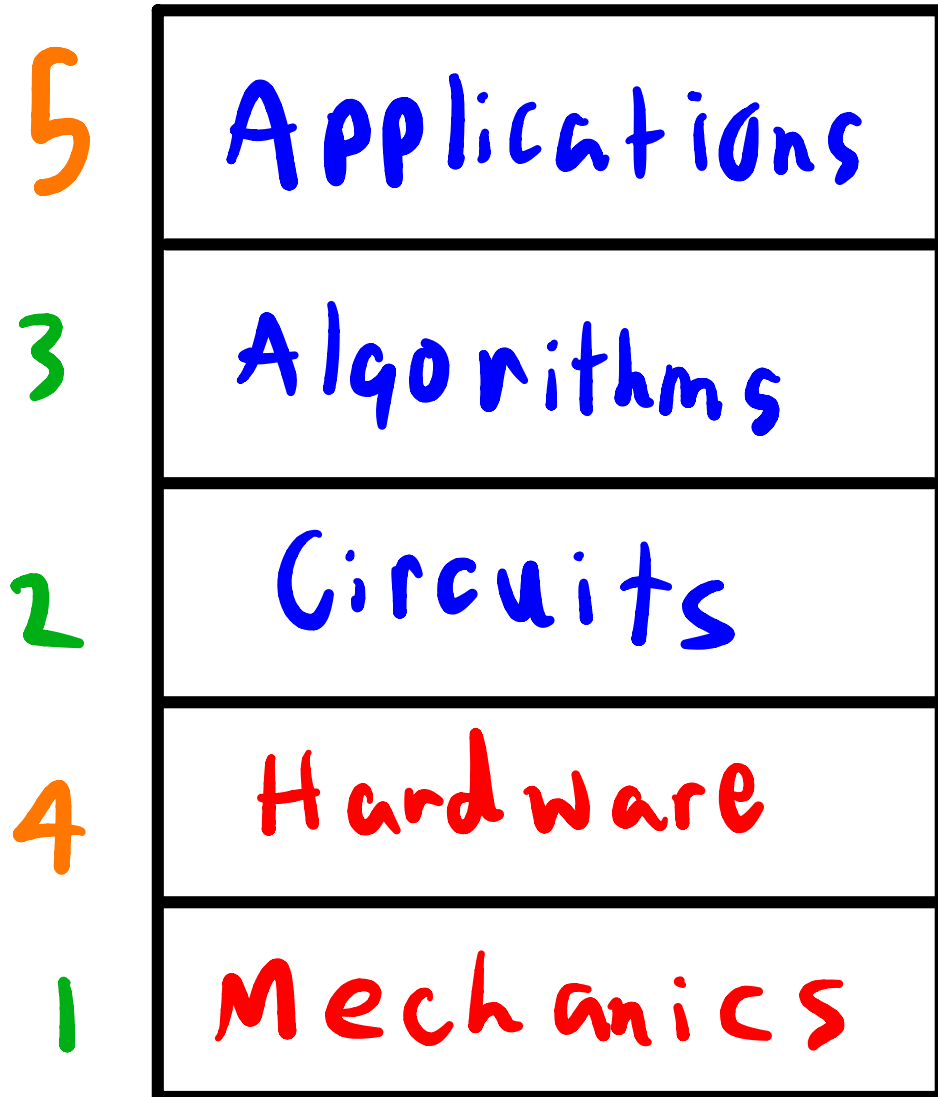 5 Applications
3 Algorithms
2 Circuits
4 Hardware
1 Mechanics